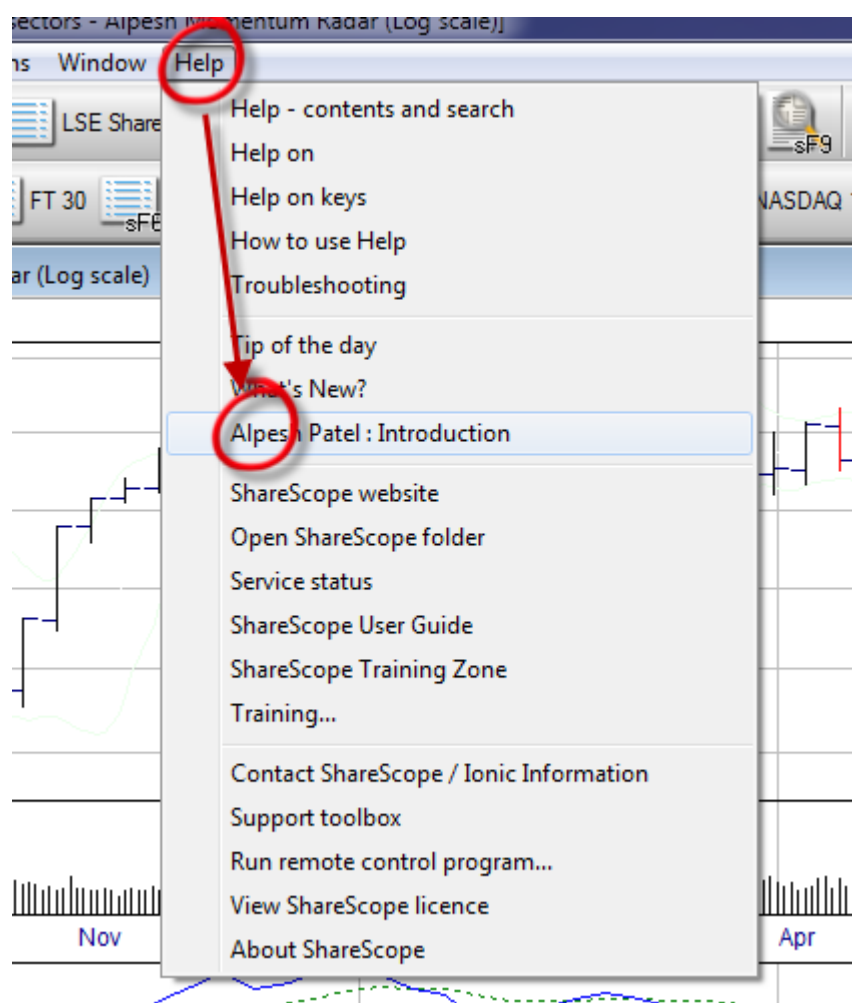 sectors - Alpesh Momentum Radar (Log scale)]
ns Window Help
LSE Share
sF9
FT 30
sF6
NASDAQ
ar (Log scale)
Help - contents and search
Help on
Help on keys
How to use Help
Troubleshooting
Tip of the day
What's New?
Alpesh Patel : Introduction
ShareScope website
Open ShareScope folder
Service status
ShareScope User Guide
ShareScope Training Zone
Training...
Contact ShareScope / Ionic Information
Support toolbox
Run remote control program...
View ShareScope licence
About ShareScope
Nov
Apr